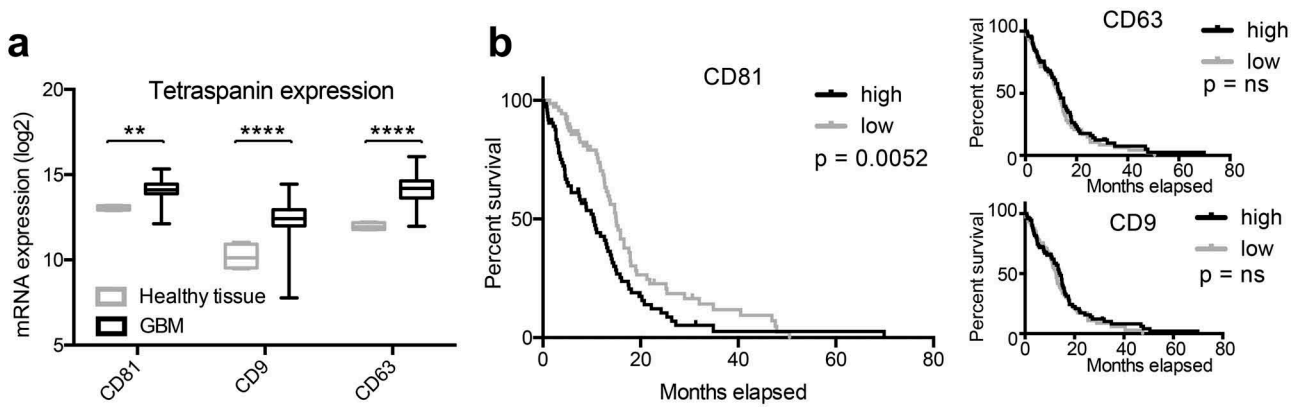 a
Tetraspanin expression
mRNA expression (log2)
20
15
10
5
**
****
****
Healthy tissue
GBM
CD81
CD9
CD63
b
CD81
high
low
p = 0.0052
Percent survival
100
50
0
0 20 40 60 80
Months elapsed
CD63
high
low
p = ns
Percent survival
100
50
0
0 20 40 60 80
Months elapsed
CD9
high
low
p = ns
Percent survival
100
50
0
0 20 40 60 80
Months elapsed